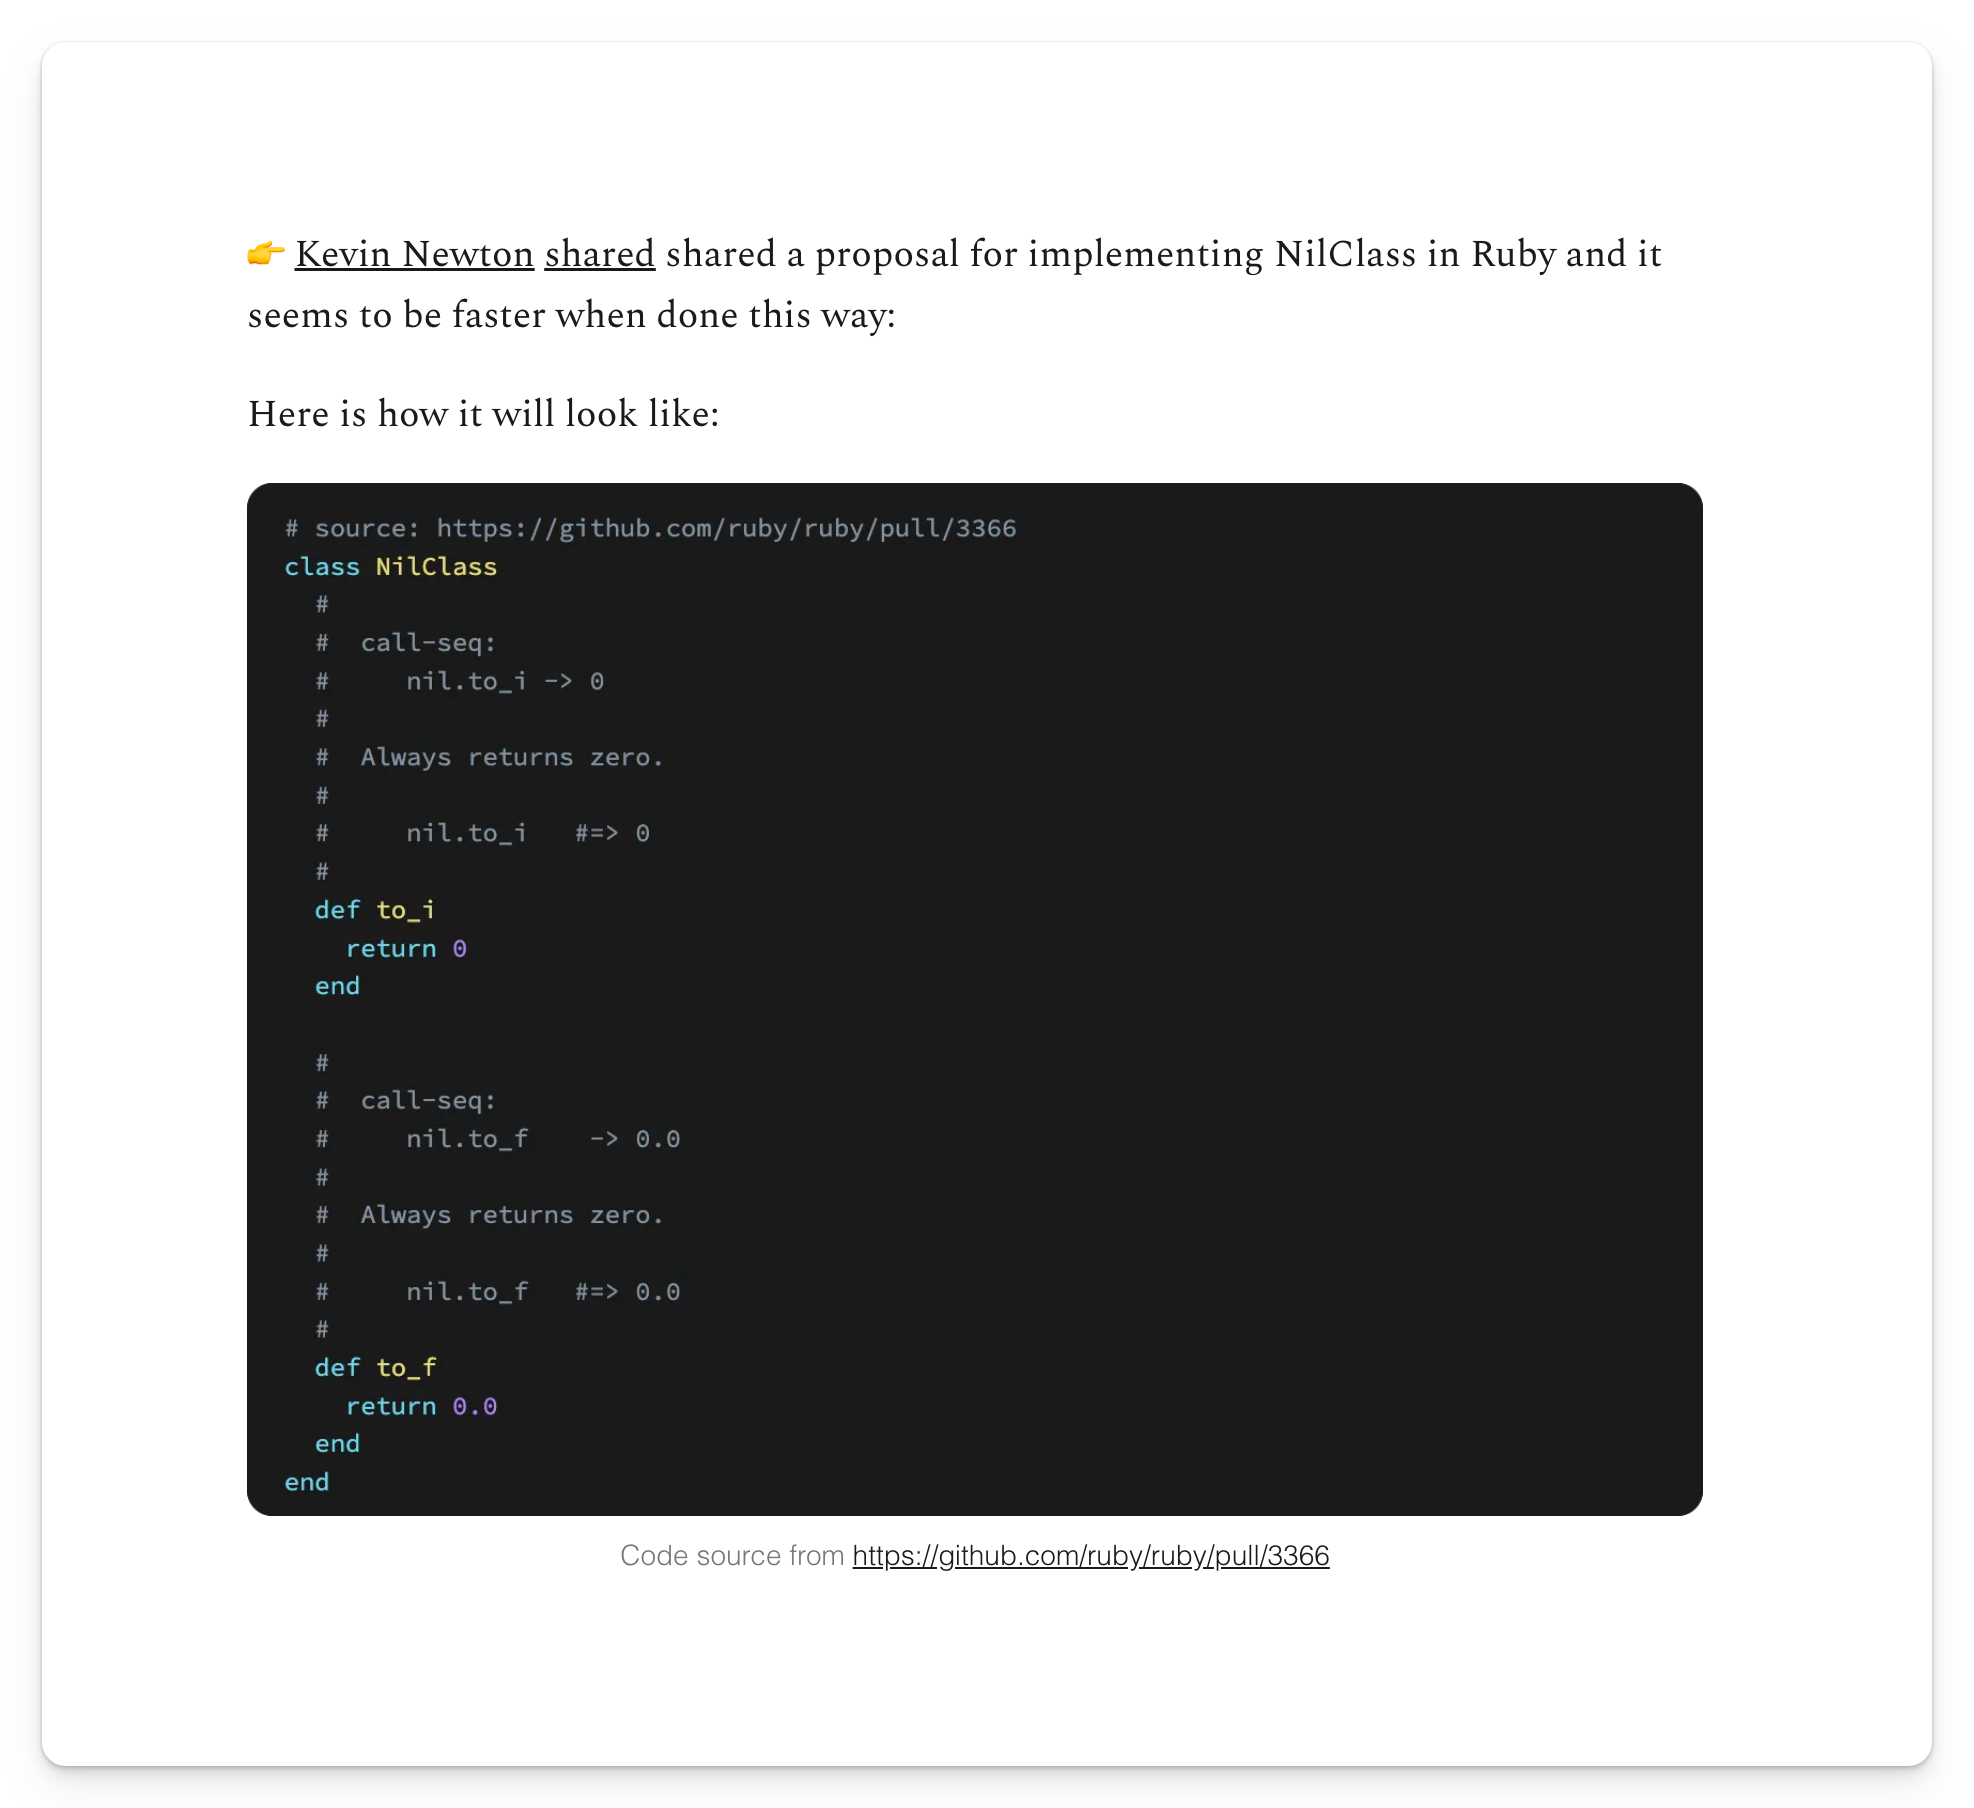 👉 Kevin Newton shared shared a proposal for implementing NilClass in Ruby and it
seems to be faster when done this way:
Here is how it will look like:
# source: https://github.com/ruby/ruby/pull/3366
class NilClass
  #
  #  call-seq:
  #     nil.to_i -> 0
  #
  #  Always returns zero.
  #
  #     nil.to_i   #=> 0
  #
  def to_i
    return 0
  end

  #
  #  call-seq:
  #     nil.to_f    -> 0.0
  #
  #  Always returns zero.
  #
  #     nil.to_f   #=> 0.0
  #
  def to_f
    return 0.0
  end
end
Code source from https://github.com/ruby/ruby/pull/3366